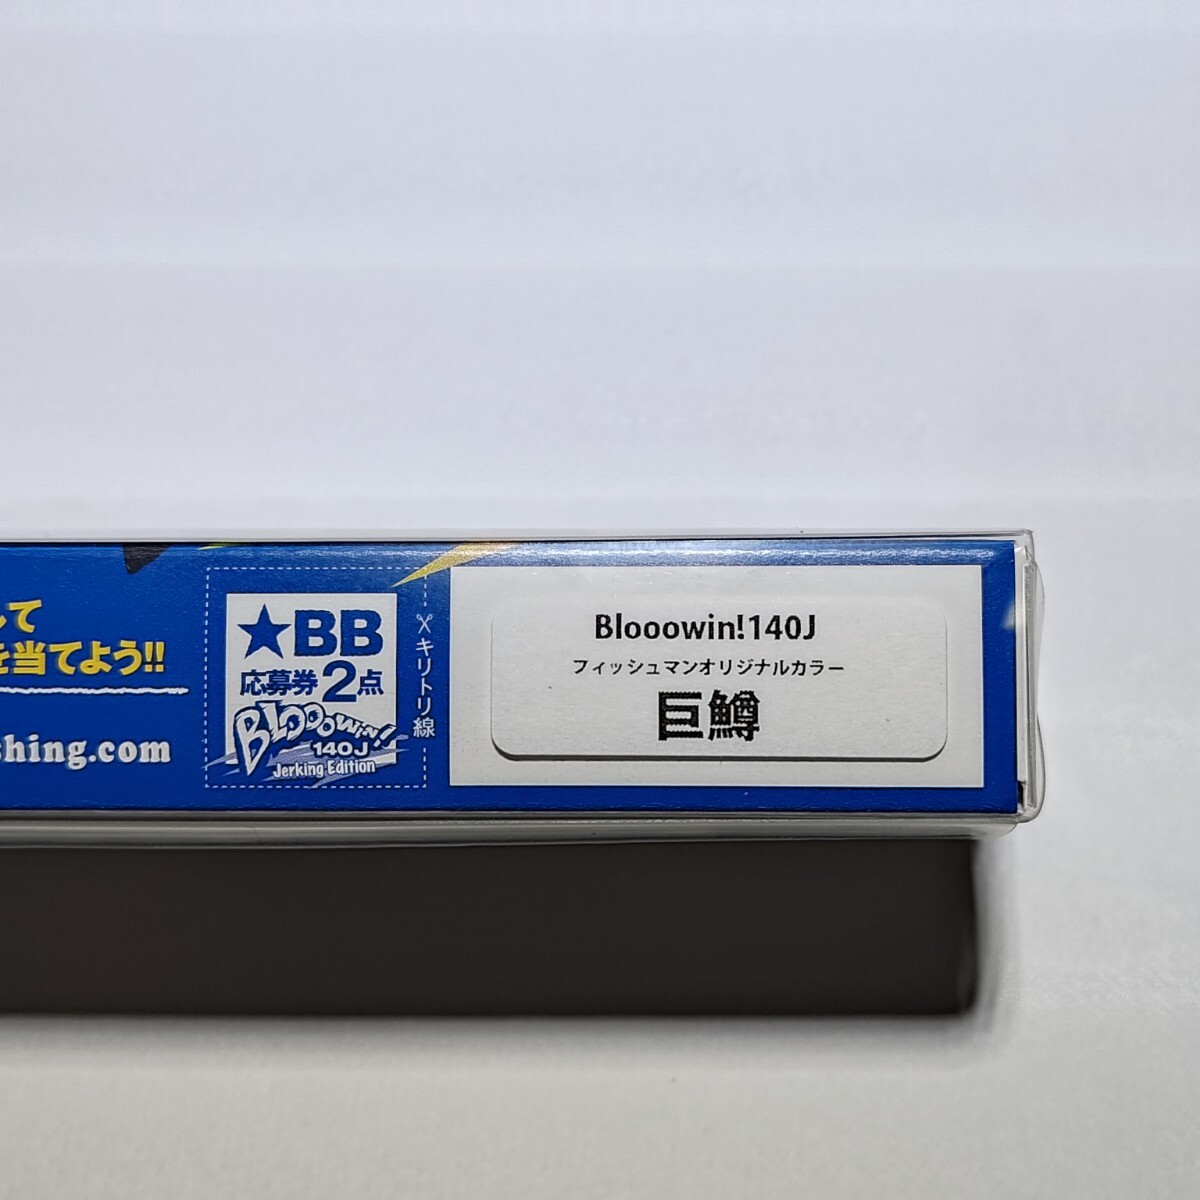 して
を当てよう!!
shing.com
★BB
応募券2点
BLOOOWIN!
140J
Jerking Edition
キリトリ線
Blooowin!140J
フィッシュマンオリジナルカラー
巨鱒